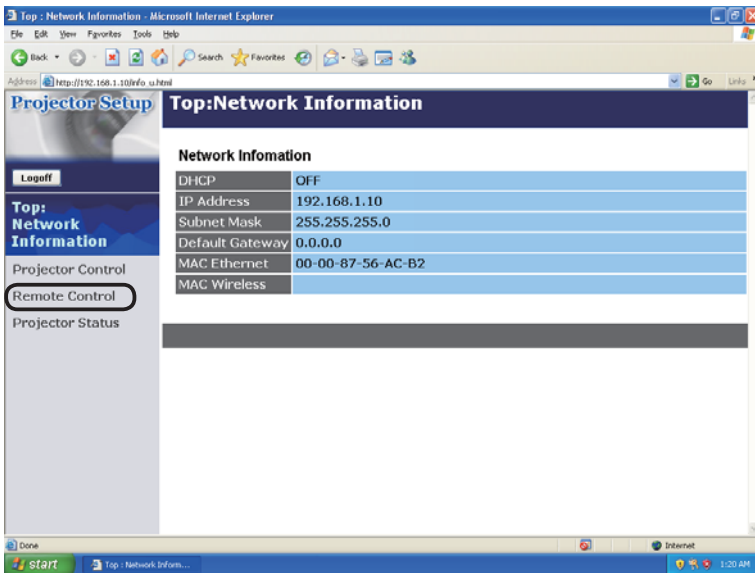 Top : Network Information - Microsoft Internet Explorer
File Edit View Favorites Tools Help
Back Search Favorites
Address http://192.168.1.10/info_u.html Go Links
Projector Setup
Top:Network Information
Network Infomation
Logoff
DHCP OFF
IP Address 192.168.1.10
Subnet Mask 255.255.255.0
Default Gateway 0.0.0.0
MAC Ethernet 00-00-87-56-AC-B2
MAC Wireless
Top:
Network
Information
Projector Control
Remote Control
Projector Status
Done Internet
start Top : Network Inform... 1:20 AM